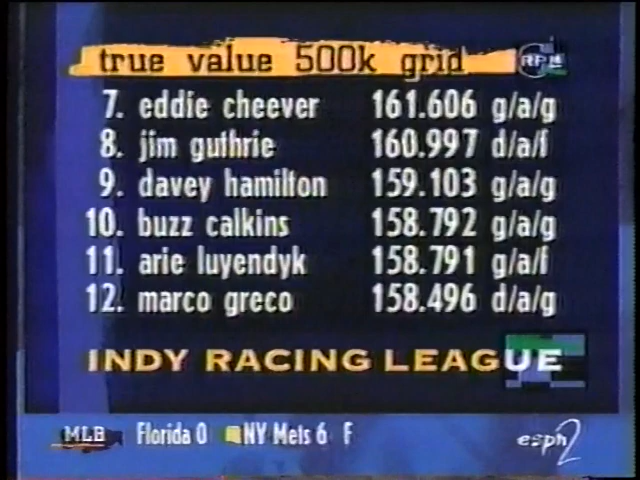 true value 500k grid RPM
7. eddie cheever 161.606 g/a/g
8. jim guthrie 160.997 d/a/f
9. davey hamilton 159.103 g/a/g
10. buzz calkins 158.792 g/a/g
11. arie luyendyk 158.791 g/a/f
12. marco greco 158.496 d/a/g
INDY RACING LEAGUE
MLB Florida 0 NY Mets 6 F espn2